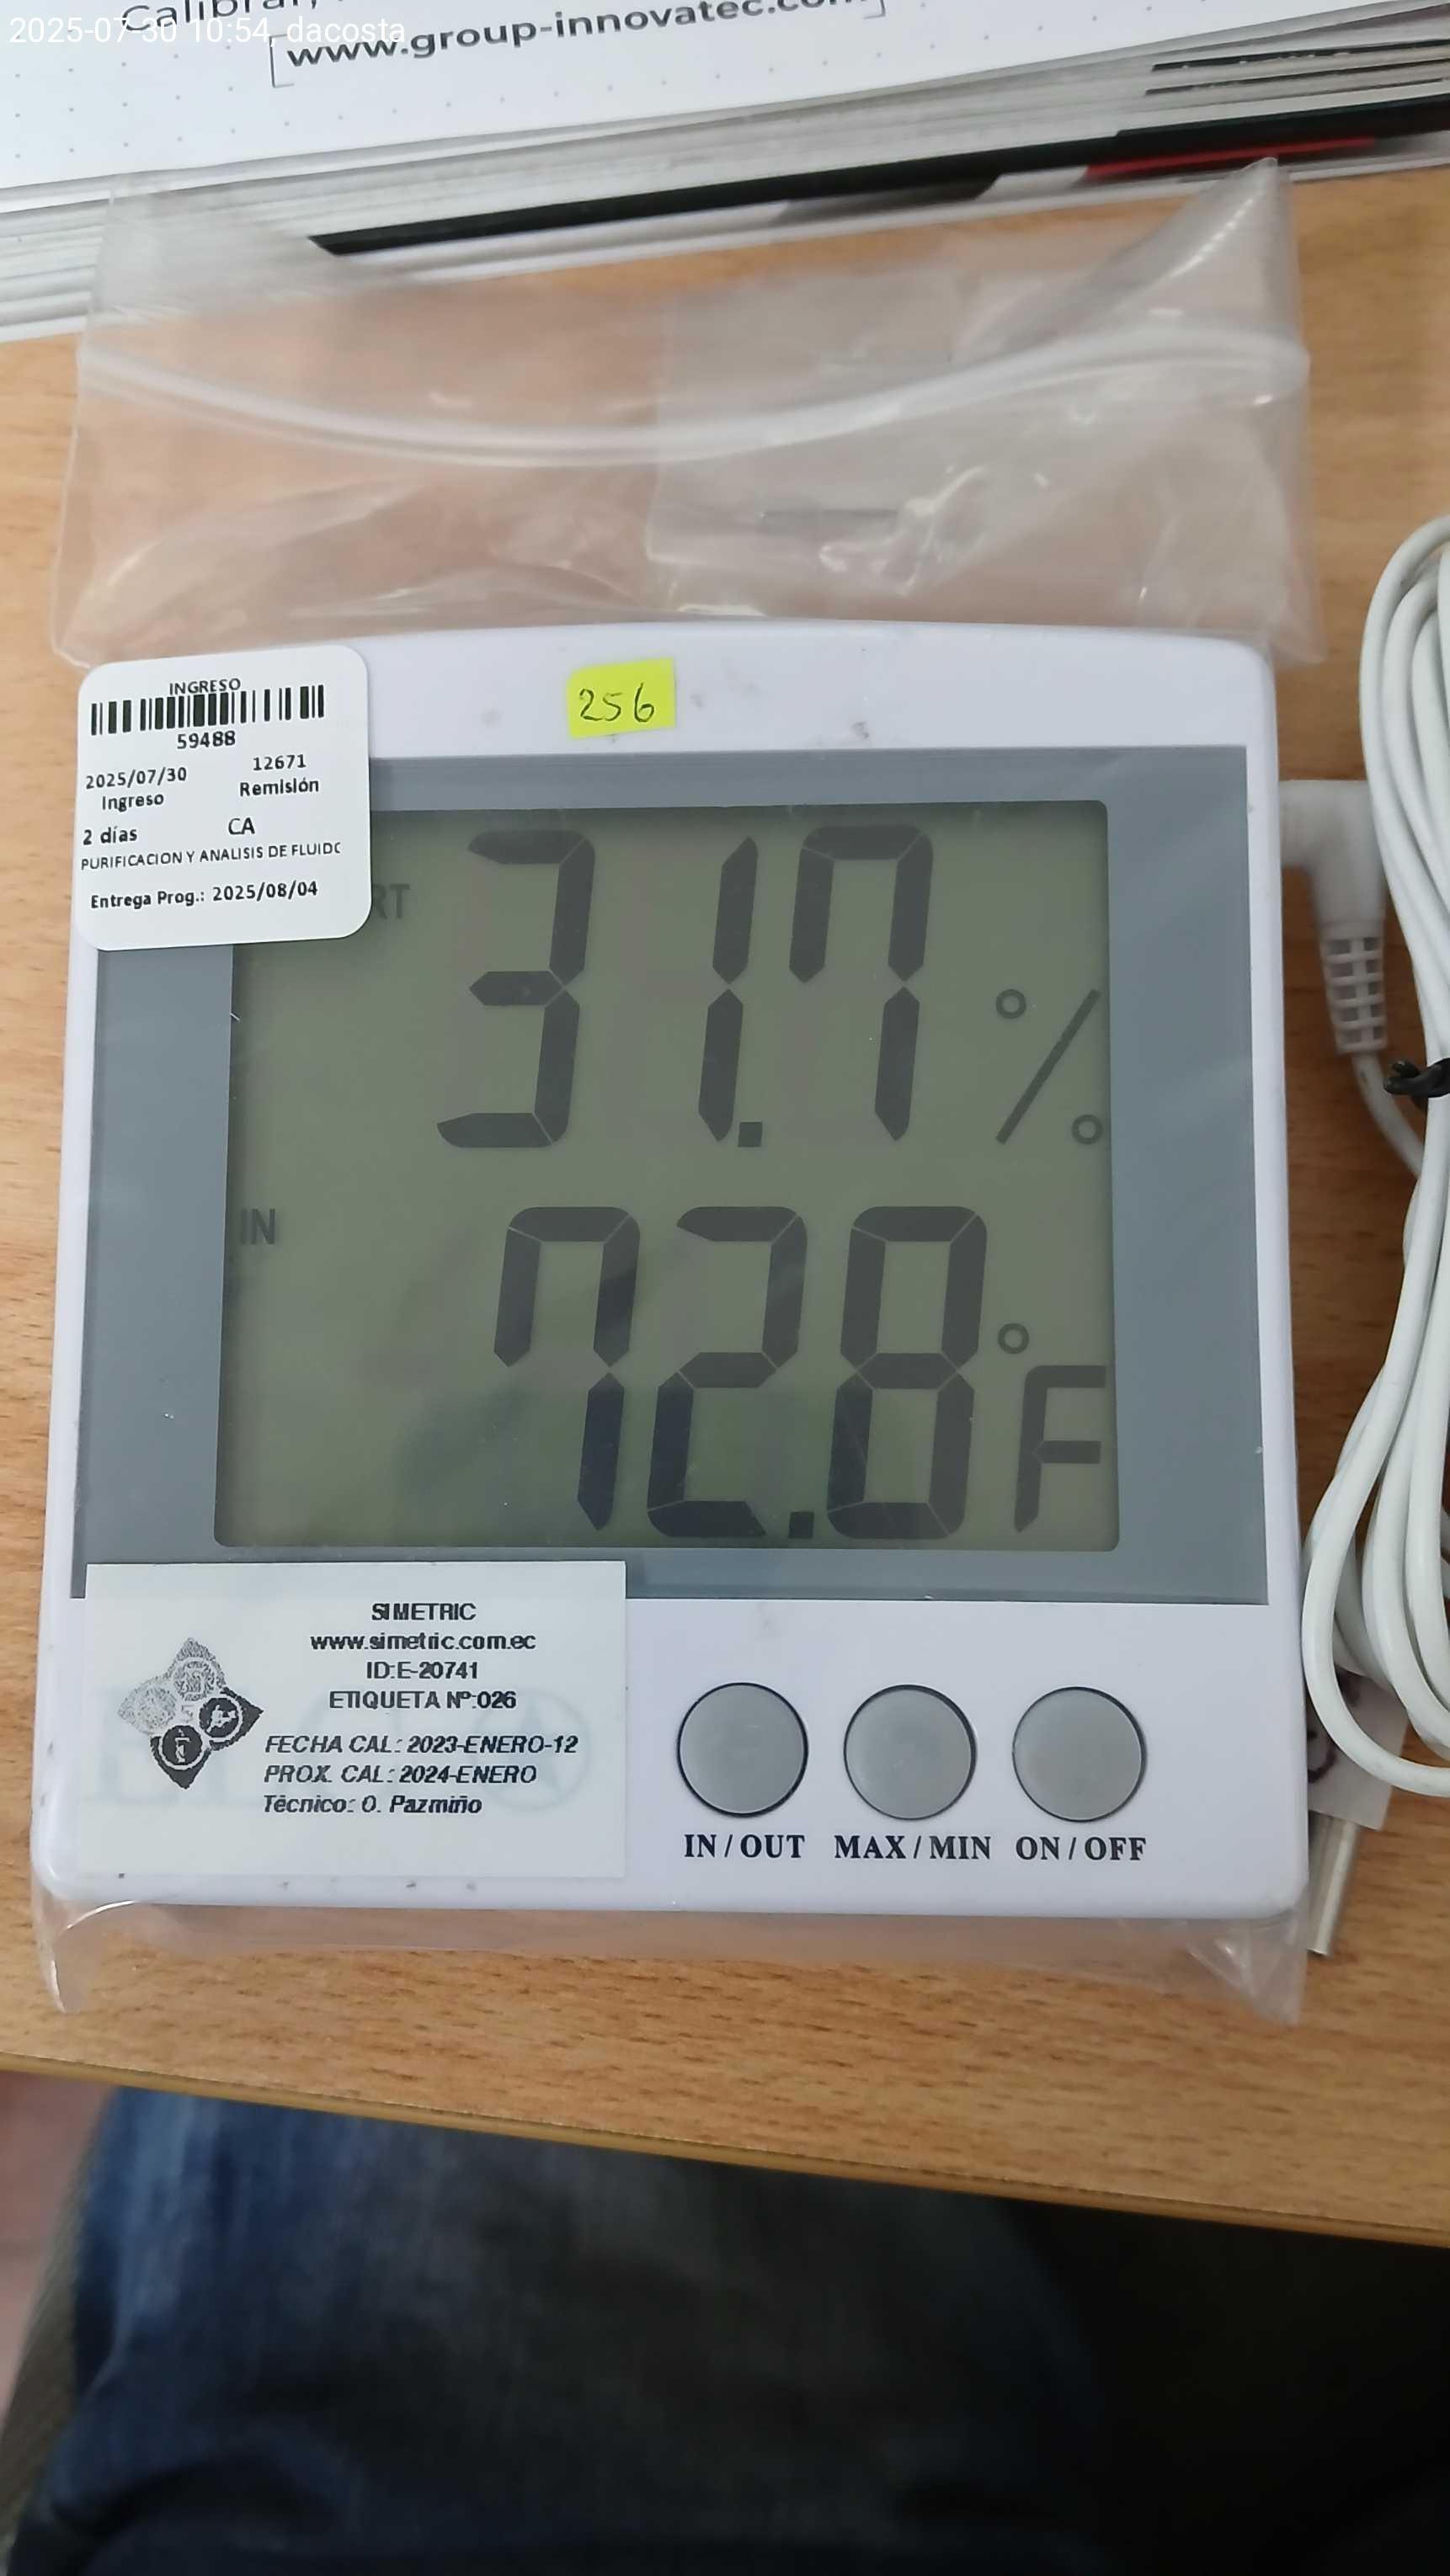 2025-07-30 10:54, dacosta
www.group-innovatec.com
INGRESO
59488
2025/07/30 12671
Ingreso Remisión
2 días CA
PURIFICACION Y ANALISIS DE FLUIDO
Entrega Prog.: 2025/08/04
256
RT
31.7 %
IN
72.8 °F
SIMETRIC
www.simetric.com.ec
ID:E-20741
ETIQUETA Nº:026
FECHA CAL: 2023-ENERO-12
PROX. CAL: 2024-ENERO
Técnico: O. Pazmiño
IN/OUT MAX/MIN ON/OFF